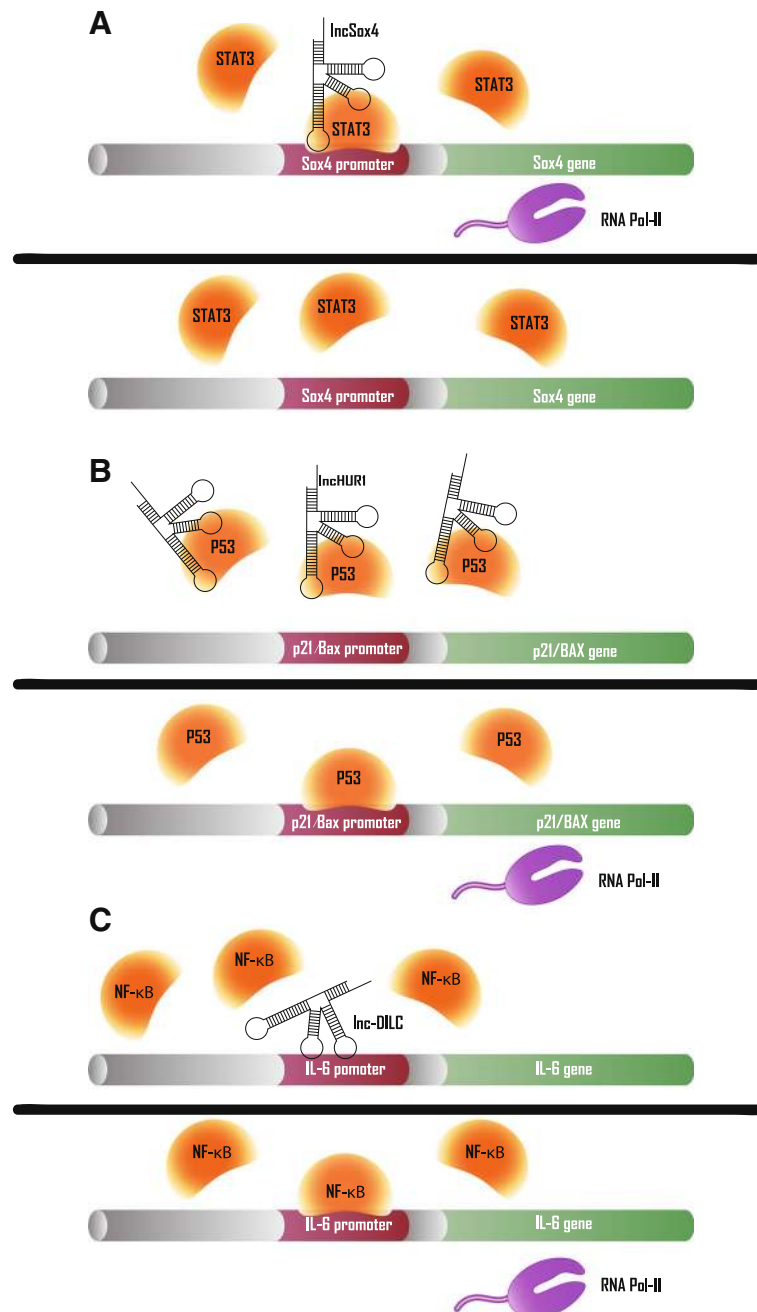 A
lncSox4
STAT3
STAT3
STAT3
Sox4 promoter
Sox4 gene
RNA Pol-II
STAT3
STAT3
STAT3
Sox4 promoter
Sox4 gene
B
lncHUR1
P53
P53
P53
p21/Bax promoter
p21/BAX gene
P53
P53
P53
p21/Bax promoter
p21/BAX gene
RNA Pol-II
C
NF-κB
NF-κB
NF-κB
lnc-DILC
IL-6 pomoter
IL-6 gene
NF-κB
NF-κB
NF-κB
IL-6 promoter
IL-6 gene
RNA Pol-II